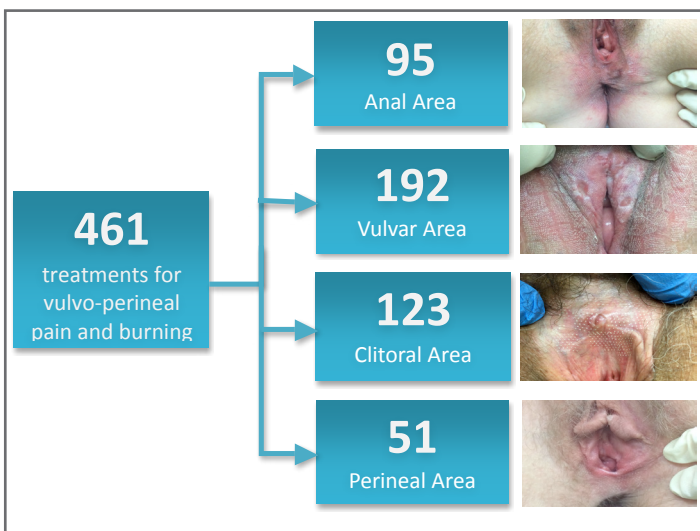 461
treatments for
vulvo-perineal
pain and burning
95
Anal Area
192
Vulvar Area
123
Clitoral Area
51
Perineal Area